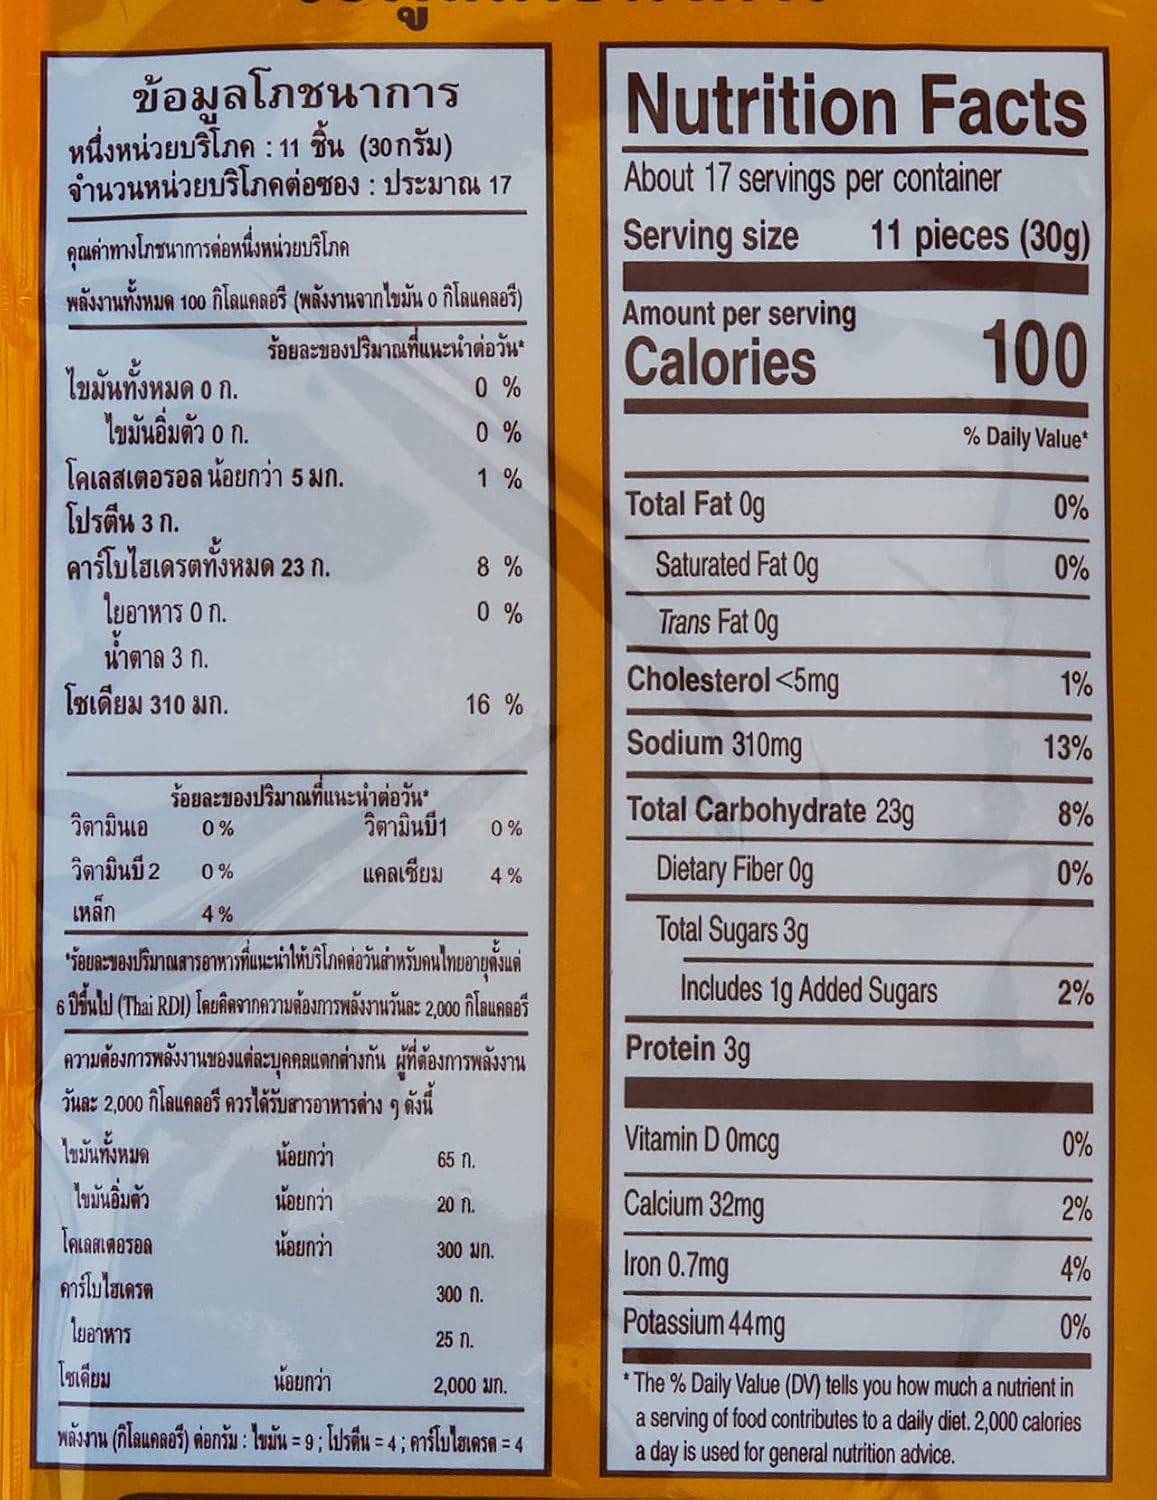 ข้อมูลโภชนาการ
หนึ่งหน่วยบริโภค : 11 ชิ้น (30กรัม)
จำนวนหน่วยบริโภคต่อซอง : ประมาณ 17
คุณค่าทางโภชนาการต่อหนึ่งหน่วยบริโภค
พลังงานทั้งหมด 100 กิโลแคลอรี (พลังงานจากไขมัน 0 กิโลแคลอรี)
ร้อยละของปริมาณที่แนะนำต่อวัน*
ไขมันทั้งหมด 0 ก. 0 %
ไขมันอิ่มตัว 0 ก. 0 %
โคเลสเตอรอล น้อยกว่า 5 มก. 1 %
โปรตีน 3 ก.
คาร์โบไฮเดรตทั้งหมด 23 ก. 8 %
ใยอาหาร 0 ก. 0 %
น้ำตาล 3 ก.
โซเดียม 310 มก. 16 %
ร้อยละของปริมาณที่แนะนำต่อวัน*
วิตามินเอ 0 % วิตามินบี1 0 %
วิตามินบี 2 0 % แคลเซียม 4 %
เหล็ก 4 %
*ร้อยละของปริมาณสารอาหารที่แนะนำให้บริโภคต่อวันสำหรับคนไทยอายุตั้งแต่
6 ปีขึ้นไป (Thai RDI) โดยคิดจากความต้องการพลังงานวันละ 2,000 กิโลแคลอรี
ความต้องการพลังงานของแต่ละบุคคลแตกต่างกัน ผู้ที่ต้องการพลังงาน
วันละ 2,000 กิโลแคลอรี ควรได้รับสารอาหารต่าง ๆ ดังนี้
ไขมันทั้งหมด น้อยกว่า 65 ก.
ไขมันอิ่มตัว น้อยกว่า 20 ก.
โคเลสเตอรอล น้อยกว่า 300 มก.
คาร์โบไฮเดรต 300 ก.
ใยอาหาร 25 ก.
โซเดียม น้อยกว่า 2,000 มก.
พลังงาน (กิโลแคลอรี) ต่อกรัม : ไขมัน = 9 ; โปรตีน = 4 ; คาร์โบไฮเดรต = 4
Nutrition Facts
About 17 servings per container
Serving size 11 pieces (30g)
Amount per serving
Calories 100
% Daily Value*
Total Fat 0g 0%
Saturated Fat 0g 0%
Trans Fat 0g
Cholesterol <5mg 1%
Sodium 310mg 13%
Total Carbohydrate 23g 8%
Dietary Fiber 0g 0%
Total Sugars 3g
Includes 1g Added Sugars 2%
Protein 3g
Vitamin D 0mcg 0%
Calcium 32mg 2%
Iron 0.7mg 4%
Potassium 44mg 0%
* The % Daily Value (DV) tells you how much a nutrient in
a serving of food contributes to a daily diet. 2,000 calories
a day is used for general nutrition advice.